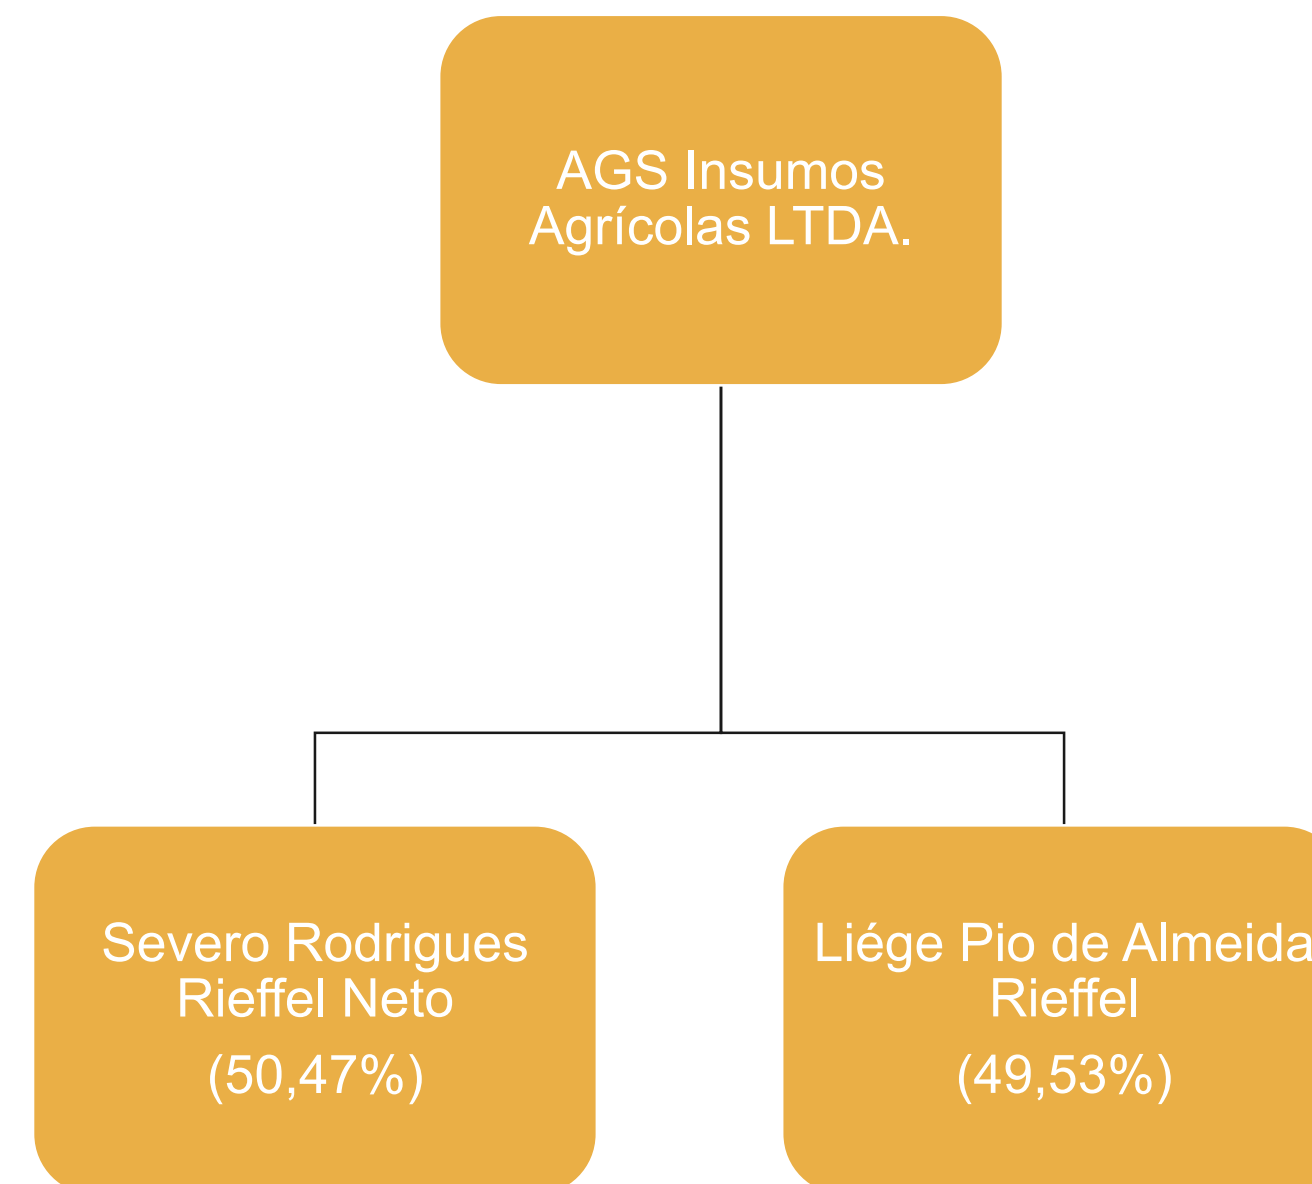 AGS Insumos
Agrícolas LTDA.
Severo Rodrigues
Rieffel Neto
(50,47%)
Liége Pio de Almeida
Rieffel
(49,53%)